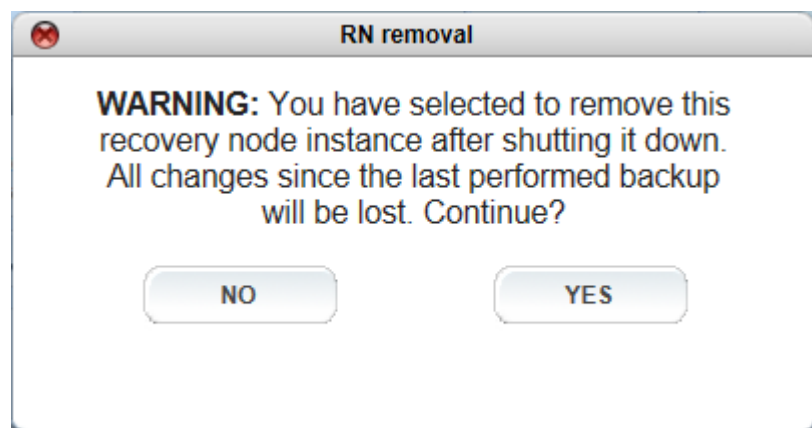 RN removal
WARNING: You have selected to remove this
recovery node instance after shutting it down.
All changes since the last performed backup
will be lost. Continue?
NO YES